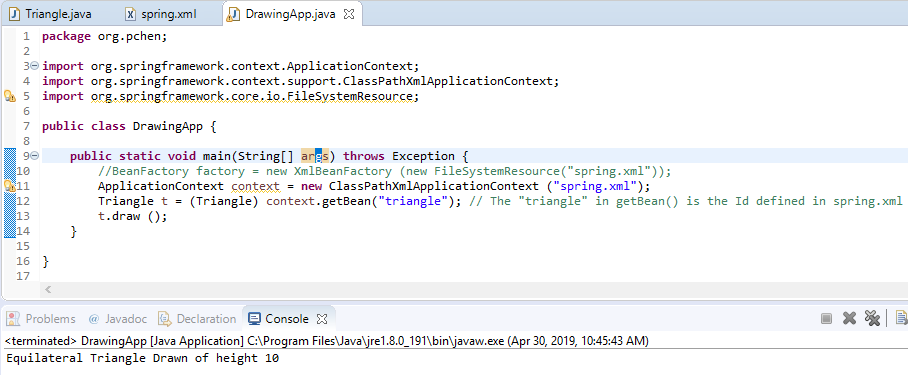 Triangle.java spring.xml DrawingApp.java
1 package org.pchen;
2
3 import org.springframework.context.ApplicationContext;
4 import org.springframework.context.support.ClassPathXmlApplicationContext;
5 import org.springframework.core.io.FileSystemResource;
6
7 public class DrawingApp {
8
9 public static void main(String[] args) throws Exception {
10 //BeanFactory factory = new XmlBeanFactory (new FileSystemResource("spring.xml"));
11 ApplicationContext context = new ClassPathXmlApplicationContext ("spring.xml");
12 Triangle t = (Triangle) context.getBean("triangle"); // The "triangle" in getBean() is the Id defined in spring.xml
13 t.draw ();
14 }
15
16 }
17
Problems @ Javadoc Declaration Console
<terminated> DrawingApp [Java Application] C:\Program Files\Java\jre1.8.0_191\bin\javaw.exe (Apr 30, 2019, 10:45:43 AM)
Equilateral Triangle Drawn of height 10